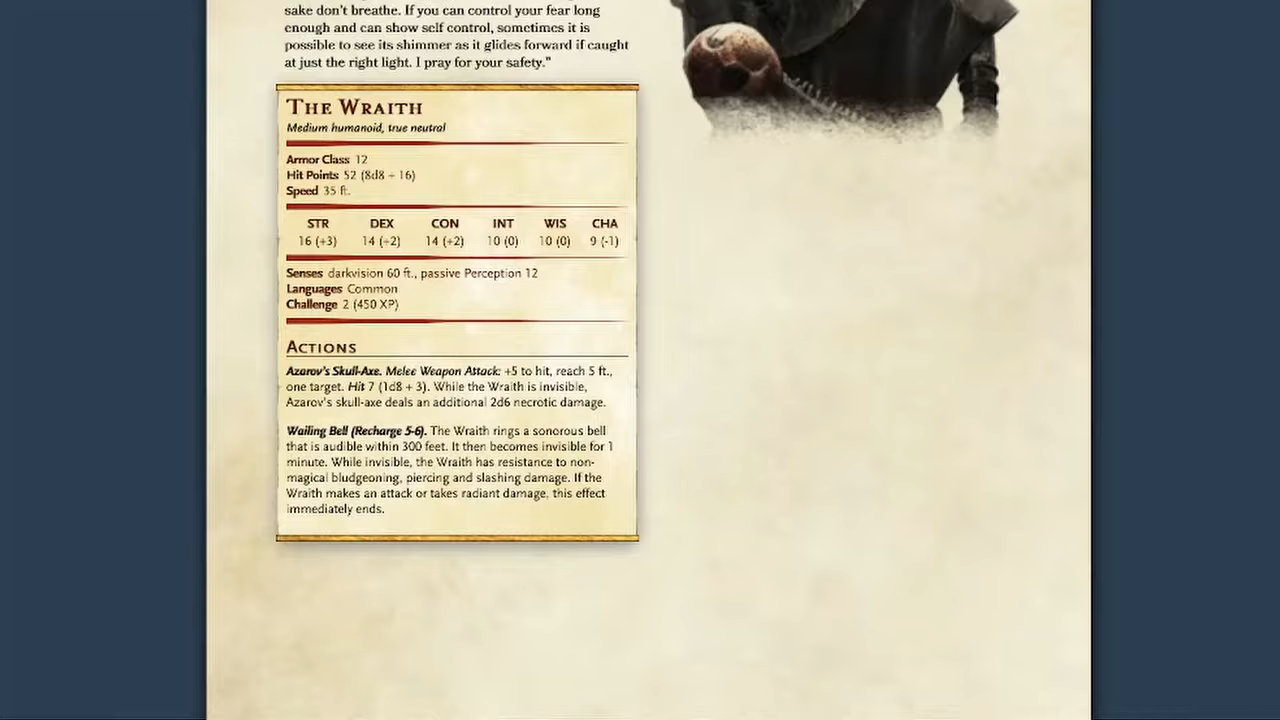 sake don't breathe. If you can control your fear long
enough and can show self control, sometimes it is
possible to see its shimmer as it glides forward if caught
at just the right light. I pray for your safety."
The Wraith
Medium humanoid, true neutral
Armor Class 12
Hit Points 52 (8d8 + 16)
Speed 35 ft.
STR DEX CON INT WIS CHA
16 (+3) 14 (+2) 14 (+2) 10 (0) 10 (0) 9 (-1)
Senses darkvision 60 ft., passive Perception 12
Languages Common
Challenge 2 (450 XP)
Actions
Azarov's Skull-Axe. Melee Weapon Attack: +5 to hit, reach 5 ft.,
one target. Hit 7 (1d8 + 3). While the Wraith is invisible,
Azarov's skull-axe deals an additional 2d6 necrotic damage.
Wailing Bell (Recharge 5-6). The Wraith rings a sonorous bell
that is audible within 300 feet. It then becomes invisible for 1
minute. While invisible, the Wraith has resistance to non-
magical bludgeoning, piercing and slashing damage. If the
Wraith makes an attack or takes radiant damage, this effect
immediately ends.